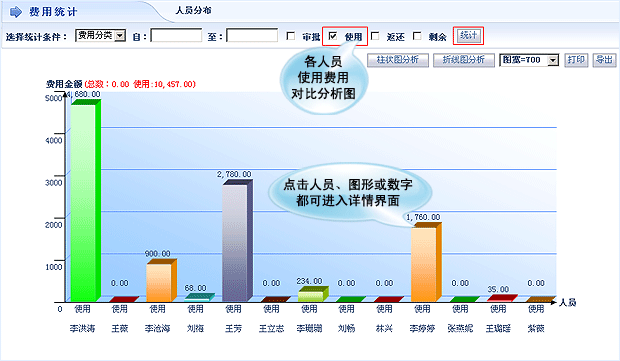 费用统计
人员分布
选择统计条件: 费用分类 自: 至: 审批 使用 返还 剩余 统计
柱状图分析 折线图分析 图宽=700 打印 导出
各人员
使用费用
对比分析图
费用金额(总数:0.00 使用:10,457.00)
点击人员、图形或数字
都可进入详情界面
5000
4000
3000
2000
1000
0
4,680.00 0.00 900.00 68.00 2,780.00 0.00 234.00 0.00 0.00 1,760.00 0.00 35.00 0.00
人员
使用 使用 使用 使用 使用 使用 使用 使用 使用 使用 使用 使用 使用
李洪涛 王薇 李沧海 刘梅 王芳 王立志 李珊珊 刘畅 林兴 李婷婷 张燕妮 王璐瑶 紫薇